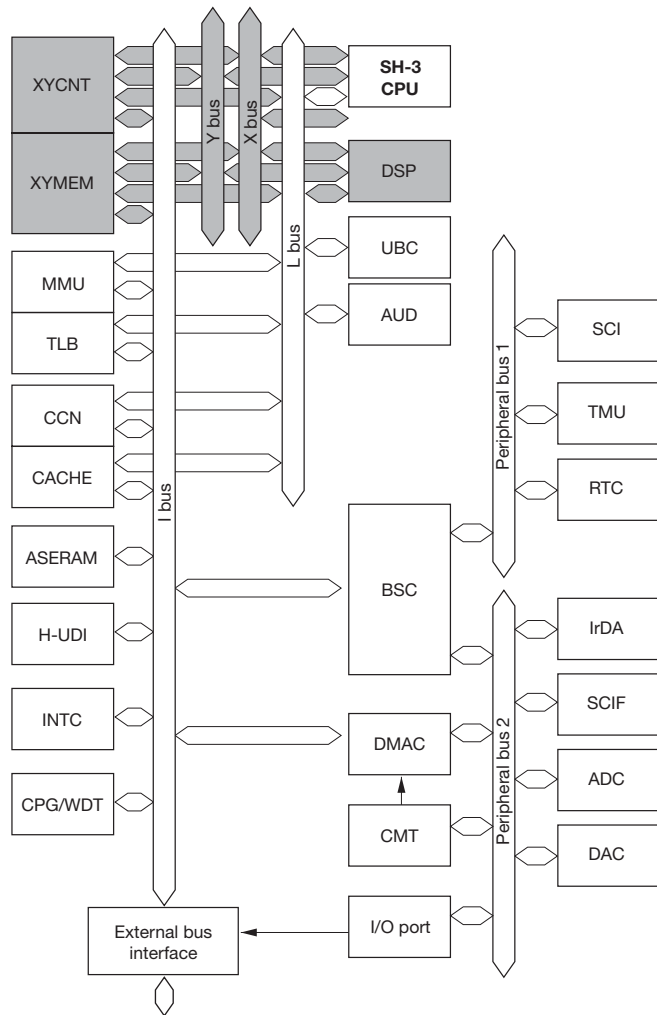 XYCNT
XYMEM
MMU
TLB
CCN
CACHE
ASERAM
H-UDI
INTC
CPG/WDT
External bus
interface
I bus
Y bus
X bus
L bus
SH-3
CPU
DSP
UBC
AUD
BSC
DMAC
CMT
I/O port
Peripheral bus 1
Peripheral bus 2
SCI
TMU
RTC
IrDA
SCIF
ADC
DAC